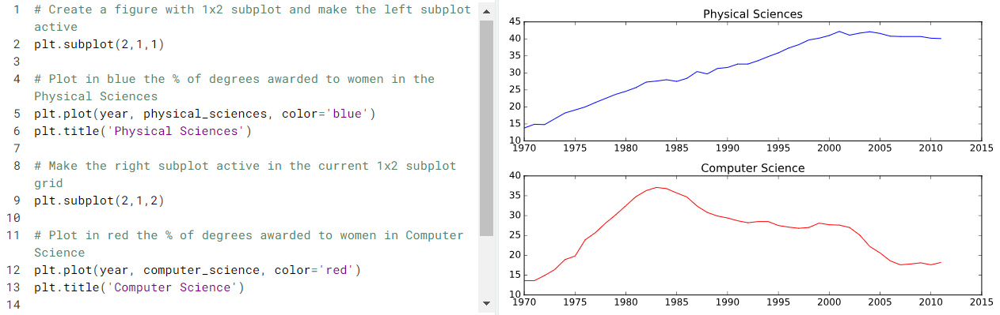 1 # Create a figure with 1x2 subplot and make the left subplot
active
2 plt.subplot(2,1,1)
3
4 # Plot in blue the % of degrees awarded to women in the
Physical Sciences
5 plt.plot(year, physical_sciences, color='blue')
6 plt.title('Physical Sciences')
7
8 # Make the right subplot active in the current 1x2 subplot
grid
9 plt.subplot(2,1,2)
10
11 # Plot in red the % of degrees awarded to women in Computer
Science
12 plt.plot(year, computer_science, color='red')
13 plt.title('Computer Science')
14
Physical Sciences
45
40
35
30
25
20
15
10
1970 1975 1980 1985 1990 1995 2000 2005 2010 2015
Computer Science
40
35
30
25
20
15
10
1970 1975 1980 1985 1990 1995 2000 2005 2010 2015